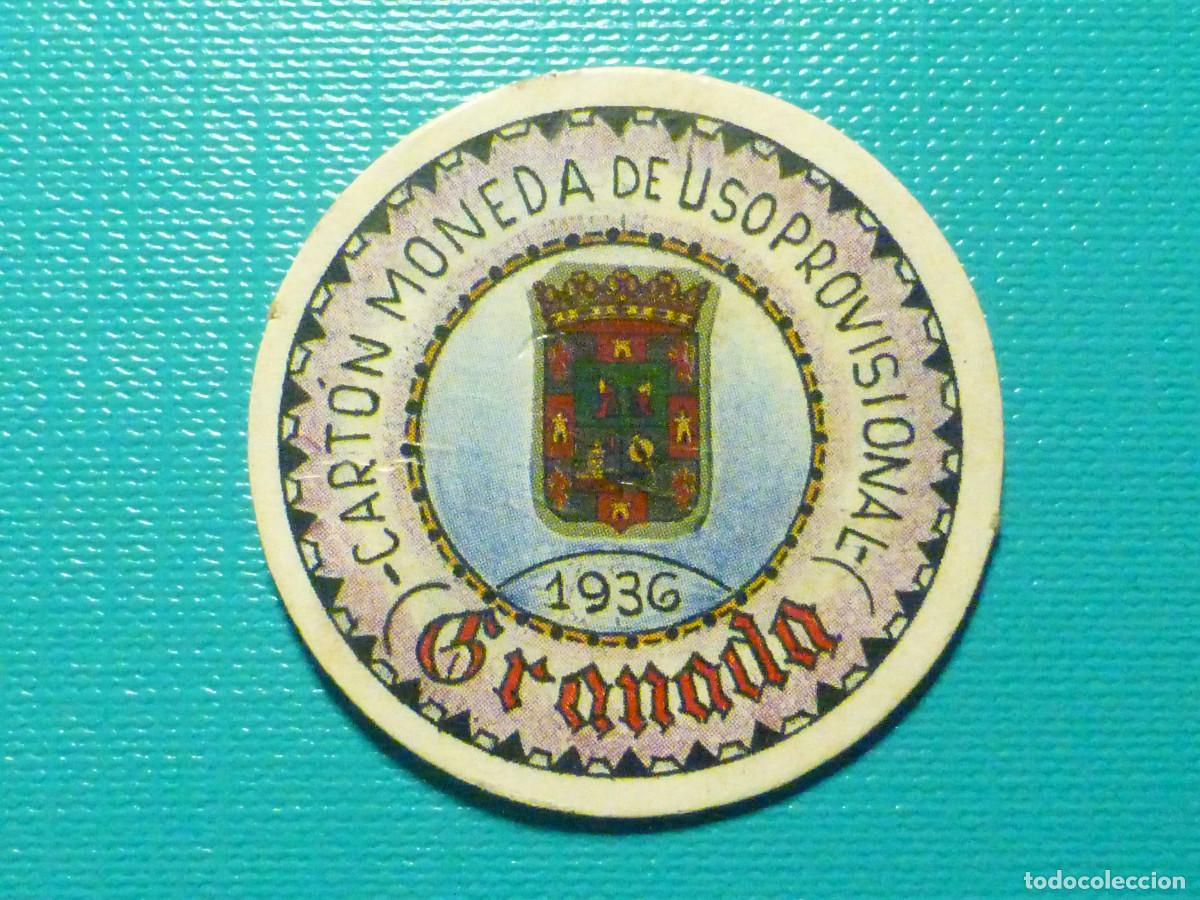 -CARTÓN MONEDA DE USO PROVISIONAL-
1936
Granada
todocoleccion